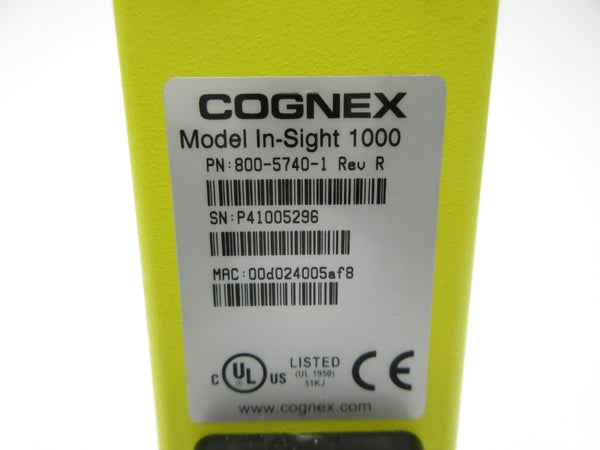 COGNEX
Model In-Sight 1000
PN:800-5740-1 Rev R
SN:P41005296
MAC:00d024005af8
C UL US LISTED CE
(UL 1950)
51KJ
www.cognex.com